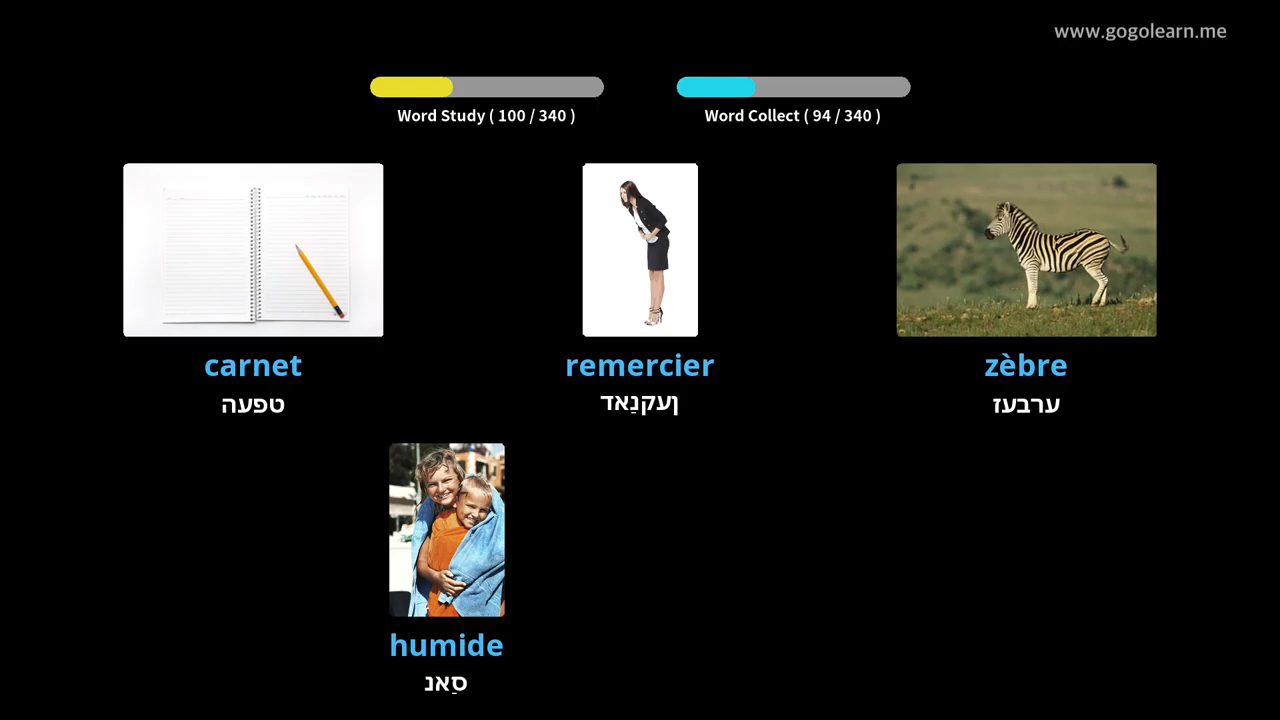 www.gogolearn.me
Word Study ( 100 / 340 )
Word Collect ( 94 / 340 )
carnet
טפעה
remercier
ןעקנַאד
zèbre
ערבעז
humide
סַאנ